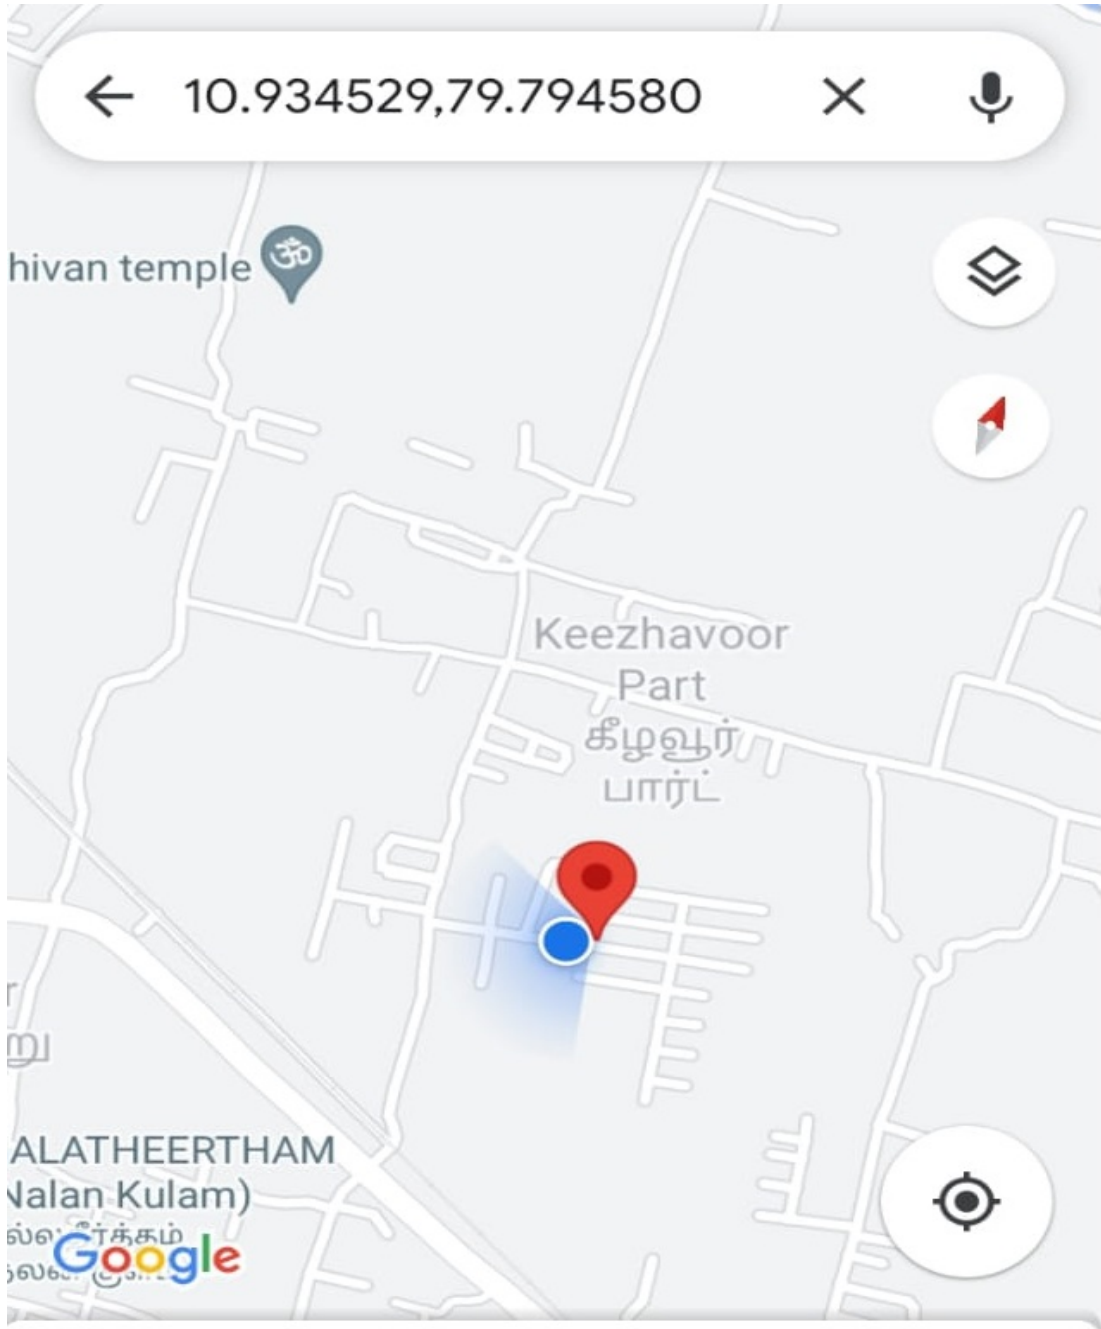 10.934529,79.794580
hivan temple
ॐ
Keezhavoor
Part
கீழவூர்
பார்ட்
று
ALATHEERTHAM
Nalan Kulam)
Google